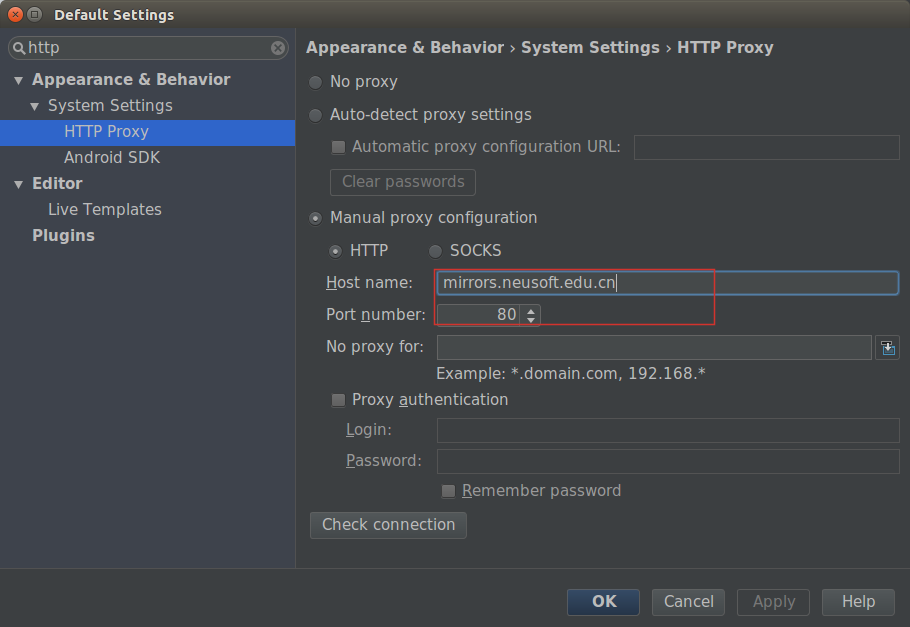 Default Settings
http
Appearance & Behavior
System Settings
HTTP Proxy
Android SDK
Editor
Live Templates
Plugins
Appearance & Behavior › System Settings › HTTP Proxy
No proxy
Auto-detect proxy settings
Automatic proxy configuration URL:
Clear passwords
Manual proxy configuration
HTTP SOCKS
Host name: mirrors.neusoft.edu.cn
Port number: 80
No proxy for:
Example: *.domain.com, 192.168.*
Proxy authentication
Login:
Password:
Remember password
Check connection
OK Cancel Apply Help